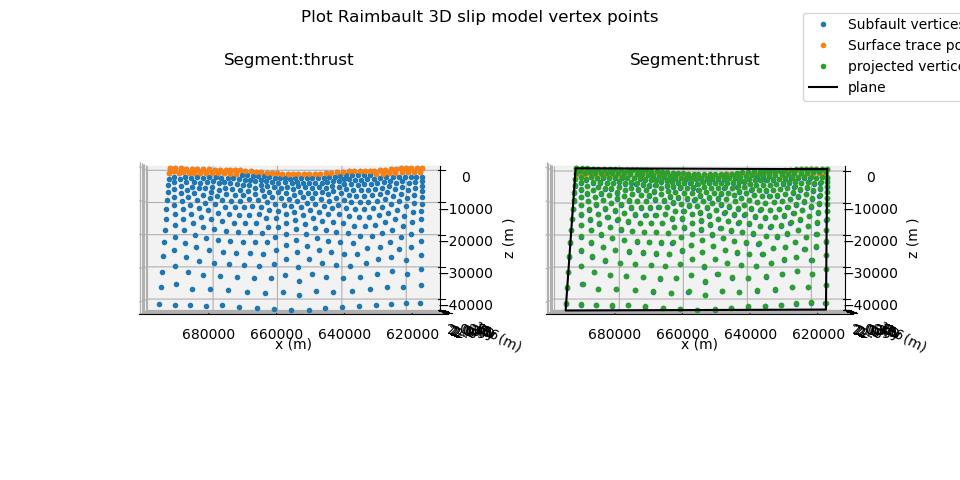 Plot Raimbault 3D slip model vertex points
Subfault vertices
Surface trace po
projected vertice
plane
Segment:thrust
Segment:thrust
0
−10000
−20000
−30000
−40000
z (m )
680000
660000
640000
620000
x (m)
(m)
0
−10000
−20000
−30000
−40000
z (m )
680000
660000
640000
620000
x (m)
(m)